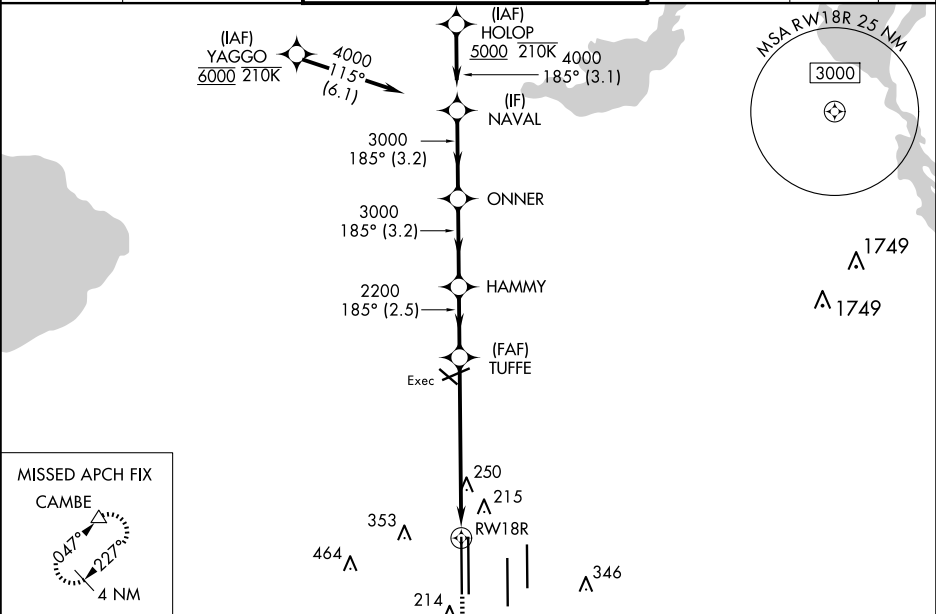 (IAF)
HOLOP
5000 210K
4000
185° (3.1)
(IAF)
YAGGO
6000 210K
4000
115°
(6.1)
MSA RW18R 25 NM
3000
(IF)
NAVAL
3000
185° (3.2)
ONNER
3000
185° (3.2)
1749
1749
HAMMY
2200
185° (2.5)
(FAF)
TUFFE
Exec
MISSED APCH FIX
CAMBE
047°
227°
4 NM
250
215
353
RW18R
464
346
214